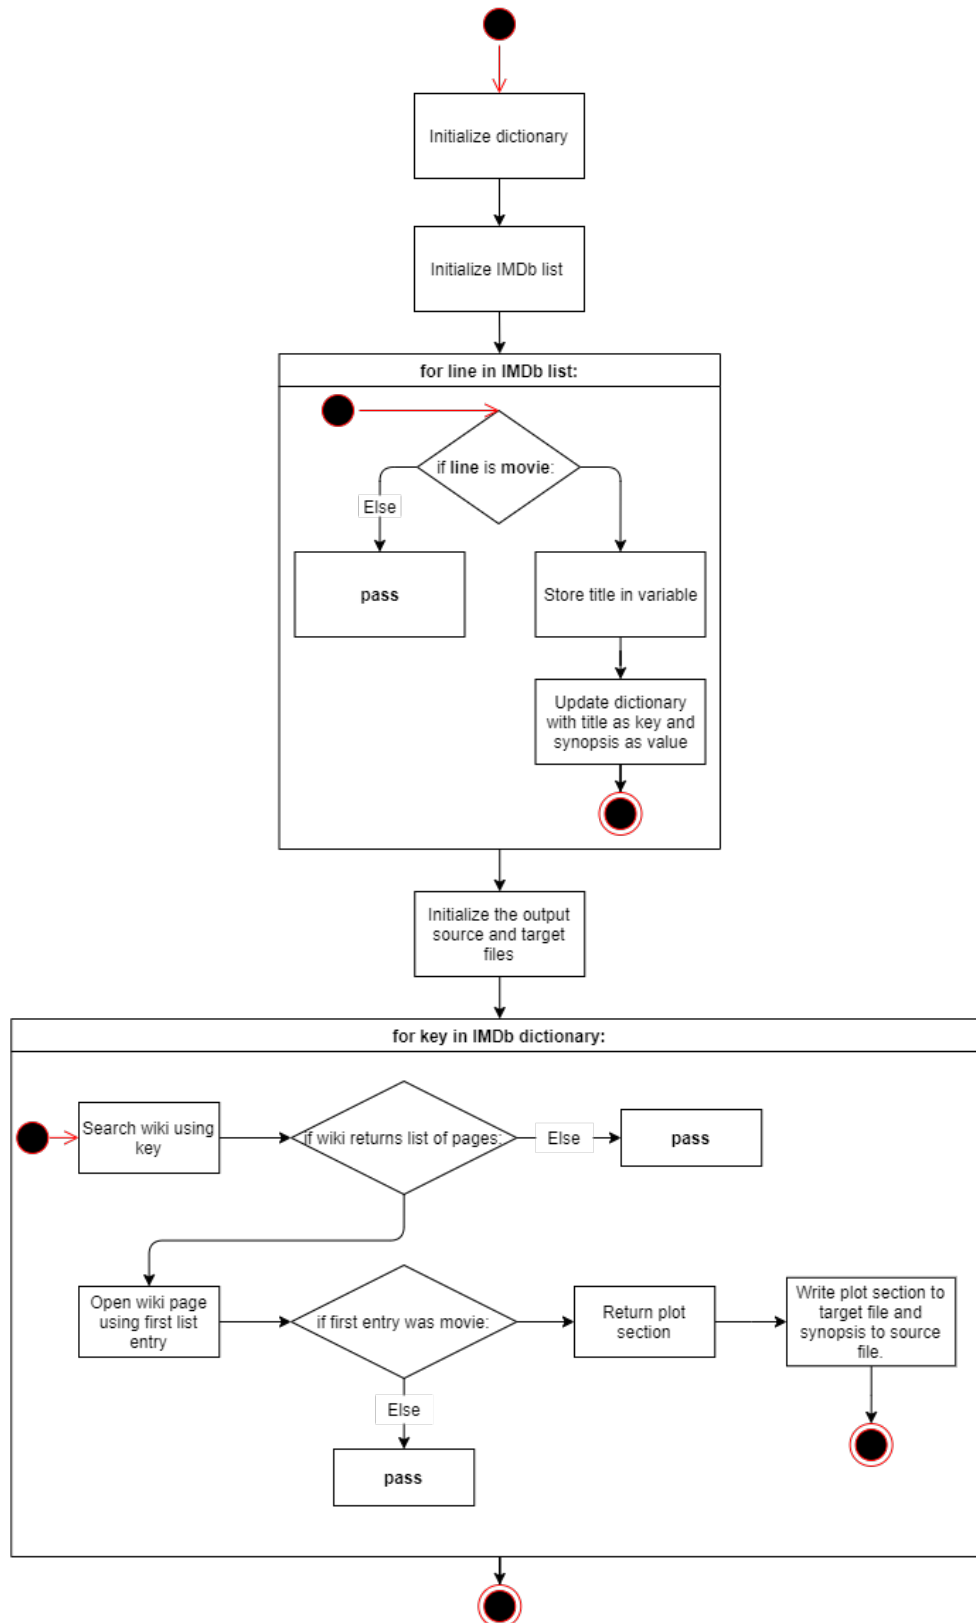 Initialize dictionary
Initialize IMDb list
for line in IMDb list:
if line is movie:
Else
pass
Store title in variable
Update dictionary
with title as key and
synopsis as value
Initialize the output
source and target
files
for key in IMDb dictionary:
Search wiki using
key
if wiki returns list of pages:
Else
pass
Open wiki page
using first list
entry
if first entry was movie:
Return plot
section
Write plot section to
target file and
synopsis to source
file.
Else
pass